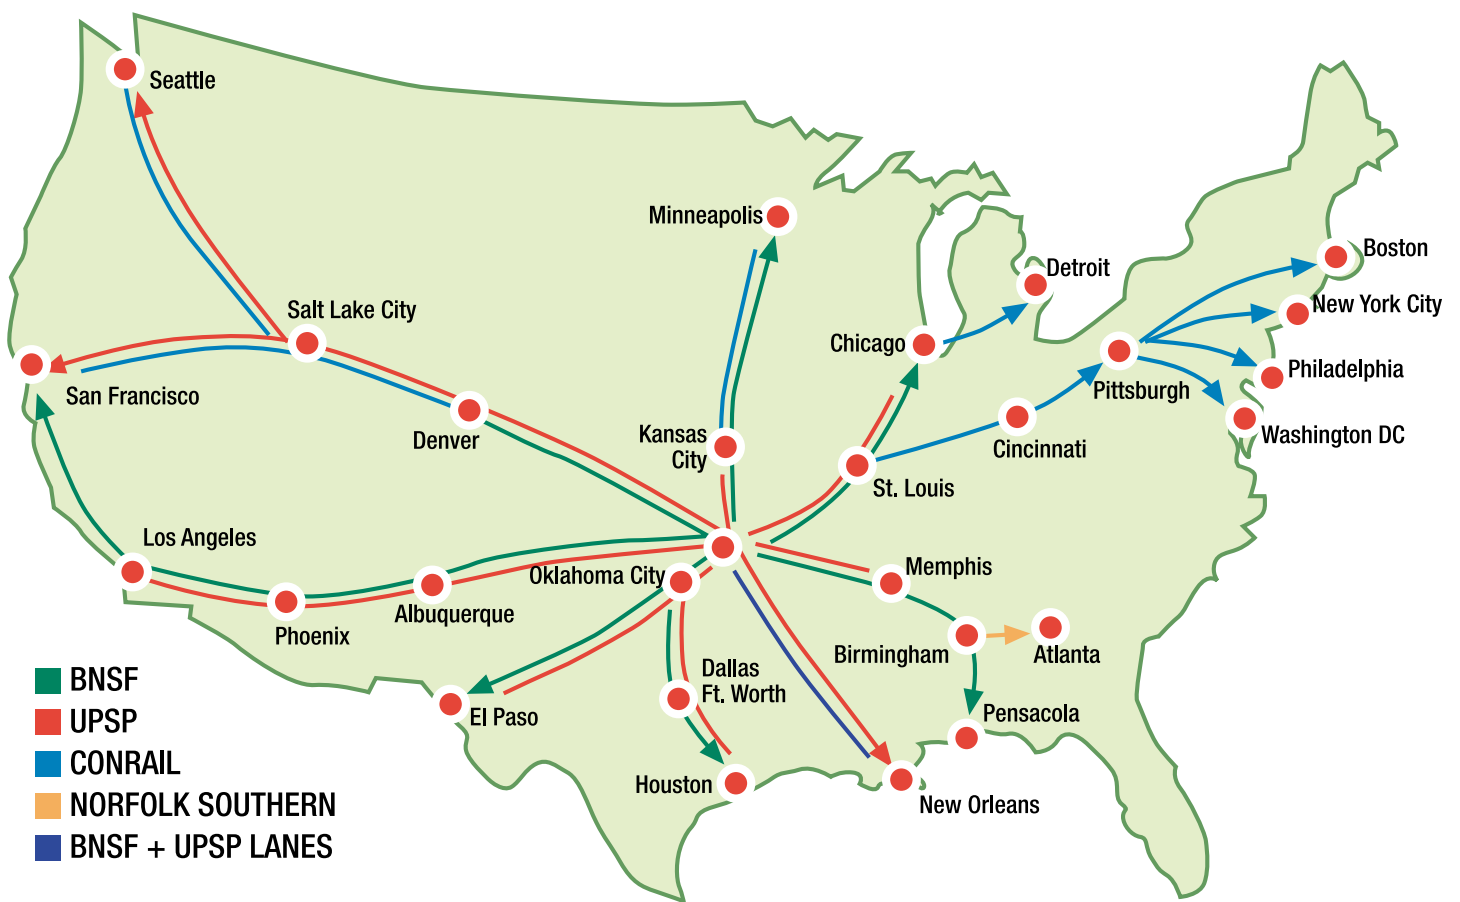 Seattle
Minneapolis
Boston
Detroit
New York City
Salt Lake City
Chicago
Philadelphia
San Francisco
Pittsburgh
Denver
Kansas
City
Washington DC
Cincinnati
St. Louis
Los Angeles
Memphis
Oklahoma City
Albuquerque
Phoenix
Birmingham
Atlanta
Dallas
Ft. Worth
BNSF
UPSP
CONRAIL
NORFOLK SOUTHERN
BNSF + UPSP LANES
El Paso
Pensacola
Houston
New Orleans